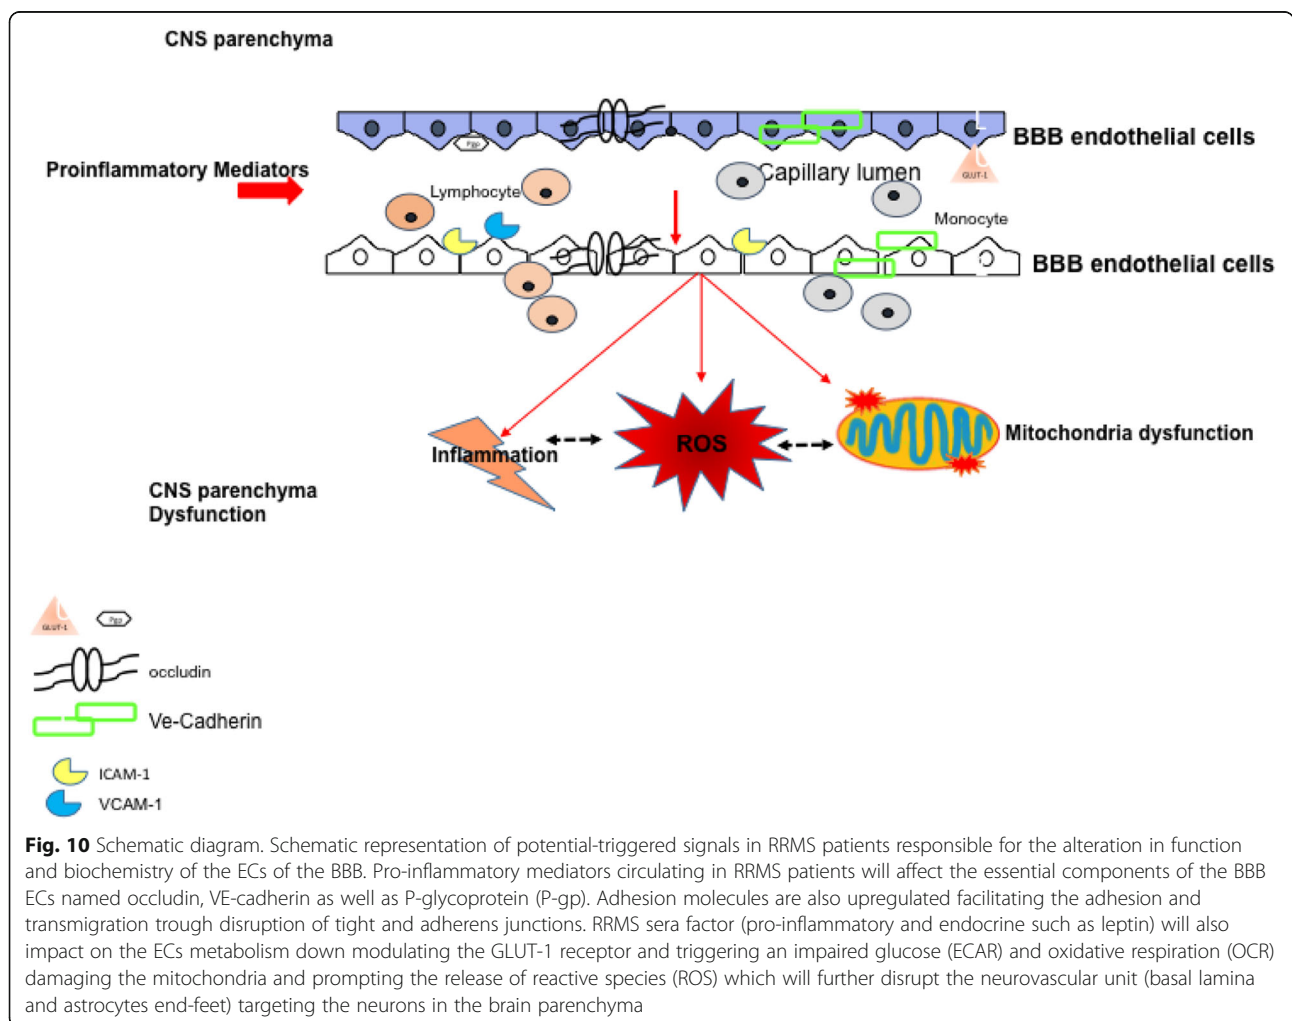 CNS parenchyma
BBB endothelial cells
Pgp
Proinflammatory Mediators
Capillary lumen
GLUT-1
Lymphocyte
Monocyte
BBB endothelial cells
Inflammation
ROS
Mitochondria dysfunction
CNS parenchyma
Dysfunction
GLUT-1
Pgp
occludin
Ve-Cadherin
ICAM-1
VCAM-1
Fig. 10 Schematic diagram. Schematic representation of potential-triggered signals in RRMS patients responsible for the alteration in function
and biochemistry of the ECs of the BBB. Pro-inflammatory mediators circulating in RRMS patients will affect the essential components of the BBB
ECs named occludin, VE-cadherin as well as P-glycoprotein (P-gp). Adhesion molecules are also upregulated facilitating the adhesion and
transmigration trough disruption of tight and adherens junctions. RRMS sera factor (pro-inflammatory and endocrine such as leptin) will also
impact on the ECs metabolism down modulating the GLUT-1 receptor and triggering an impaired glucose (ECAR) and oxidative respiration (OCR)
damaging the mitochondria and prompting the release of reactive species (ROS) which will further disrupt the neurovascular unit (basal lamina
and astrocytes end-feet) targeting the neurons in the brain parenchyma